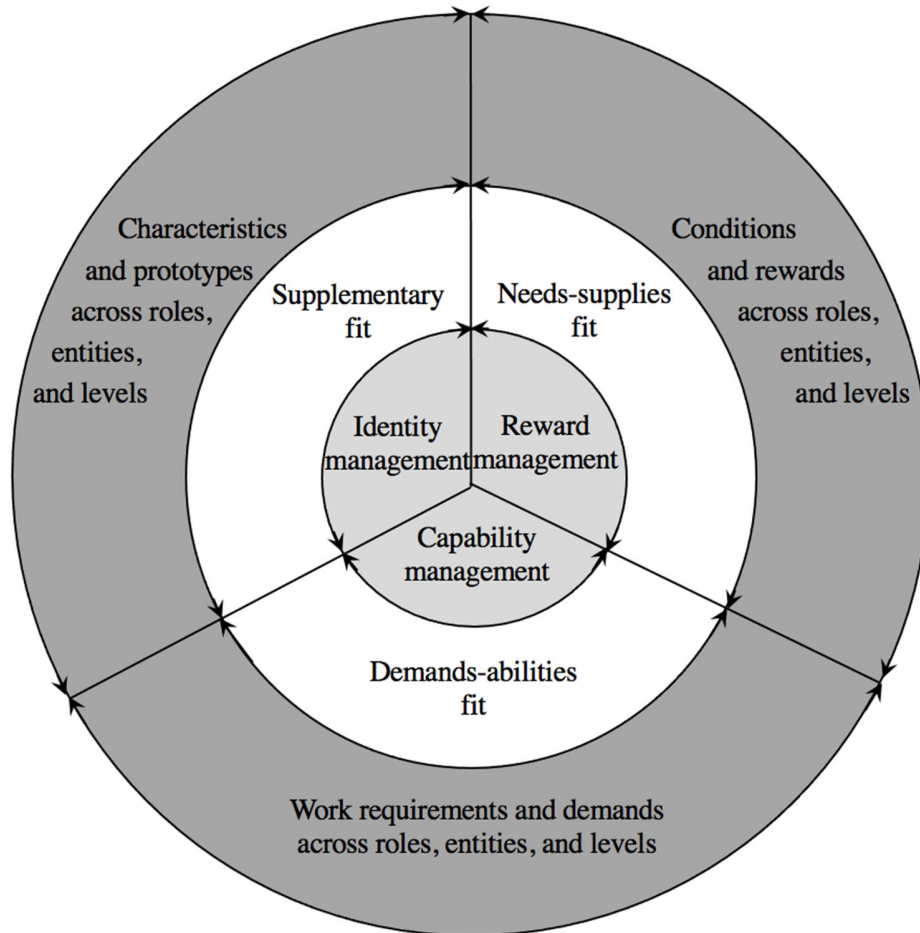 Characteristics
and prototypes
across roles,
entities,
and levels
Supplementary
fit
Needs-supplies
fit
Conditions
and rewards
across roles,
entities,
and levels
Identity
management
Reward
management
Capability
management
Demands-abilities
fit
Work requirements and demands
across roles, entities, and levels